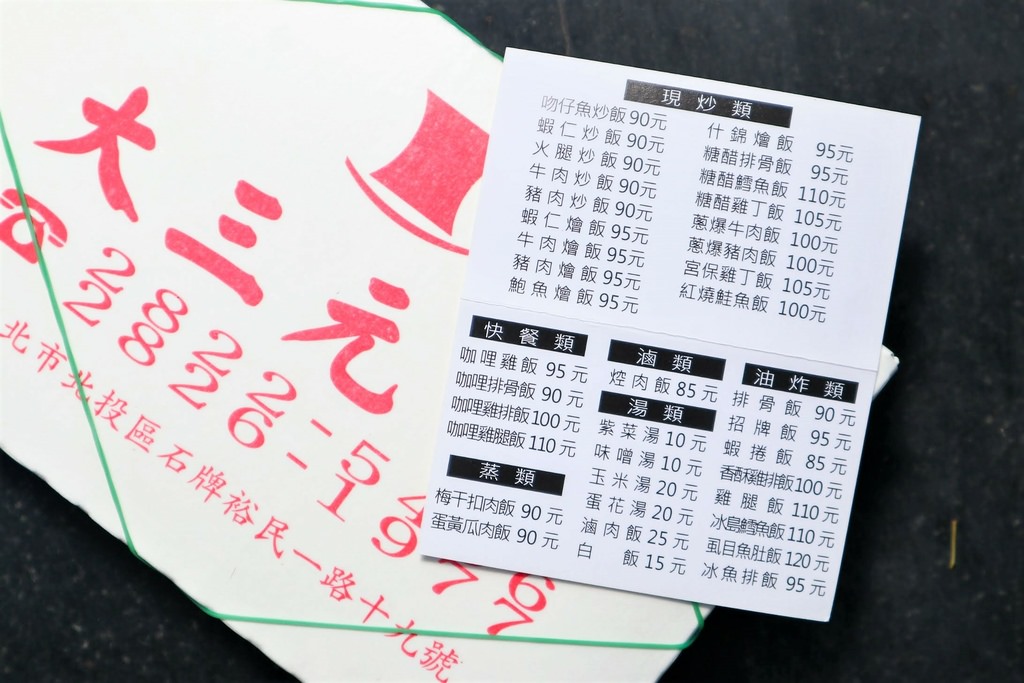 大三元
2822-54
2826-1977
6
北市北投區石牌裕民一路十九號
現炒類
吻仔魚炒飯90元
蝦仁炒飯90元
火腿炒飯90元
牛肉炒飯90元
豬肉炒飯90元
蝦仁燴飯95元
牛肉燴飯95元
豬肉燴飯95元
鮑魚燴飯95元
什錦燴飯 95元
糖醋排骨飯 95元
糖醋鱈魚飯 110元
糖醋雞丁飯 105元
蔥爆牛肉飯 100元
蔥爆豬肉飯 100元
宮保雞丁飯 105元
紅燒鮭魚飯 100元
快餐類
咖哩雞飯 95元
咖哩排骨飯 90元
咖哩雞排飯100元
咖哩雞腿飯 110元
蒸類
梅干扣肉飯 90元
蛋黃瓜肉飯 90元
滷類
焢肉飯85元
湯類
紫菜湯10元
味噌湯10元
玉米湯20元
蛋花湯20元
滷肉飯25元
白飯15元
油炸類
排骨飯 90元
招牌飯 95元
蝦捲飯 85元
香酥雞排飯100元
雞腿飯 110元
冰島鱈魚飯110元
虱目魚肚飯120元
冰魚排飯 95元